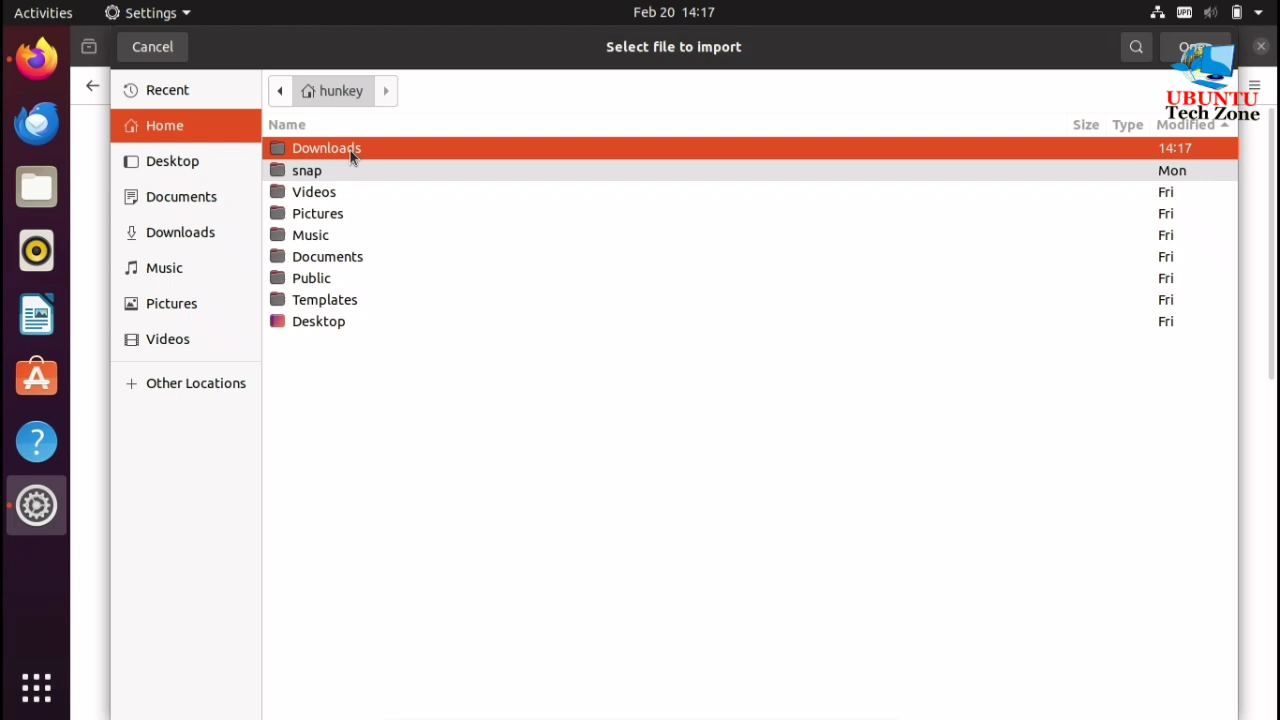 Activities Settings Feb 20 14:17 VPN
Cancel Select file to import
UBUNTU
Tech Zone
Recent
Home
Desktop
Documents
Downloads
Music
Pictures
Videos
Other Locations
hunkey
Name Size Type Modified
Downloads 14:17
snap Mon
Videos Fri
Pictures Fri
Music Fri
Documents Fri
Public Fri
Templates Fri
Desktop Fri